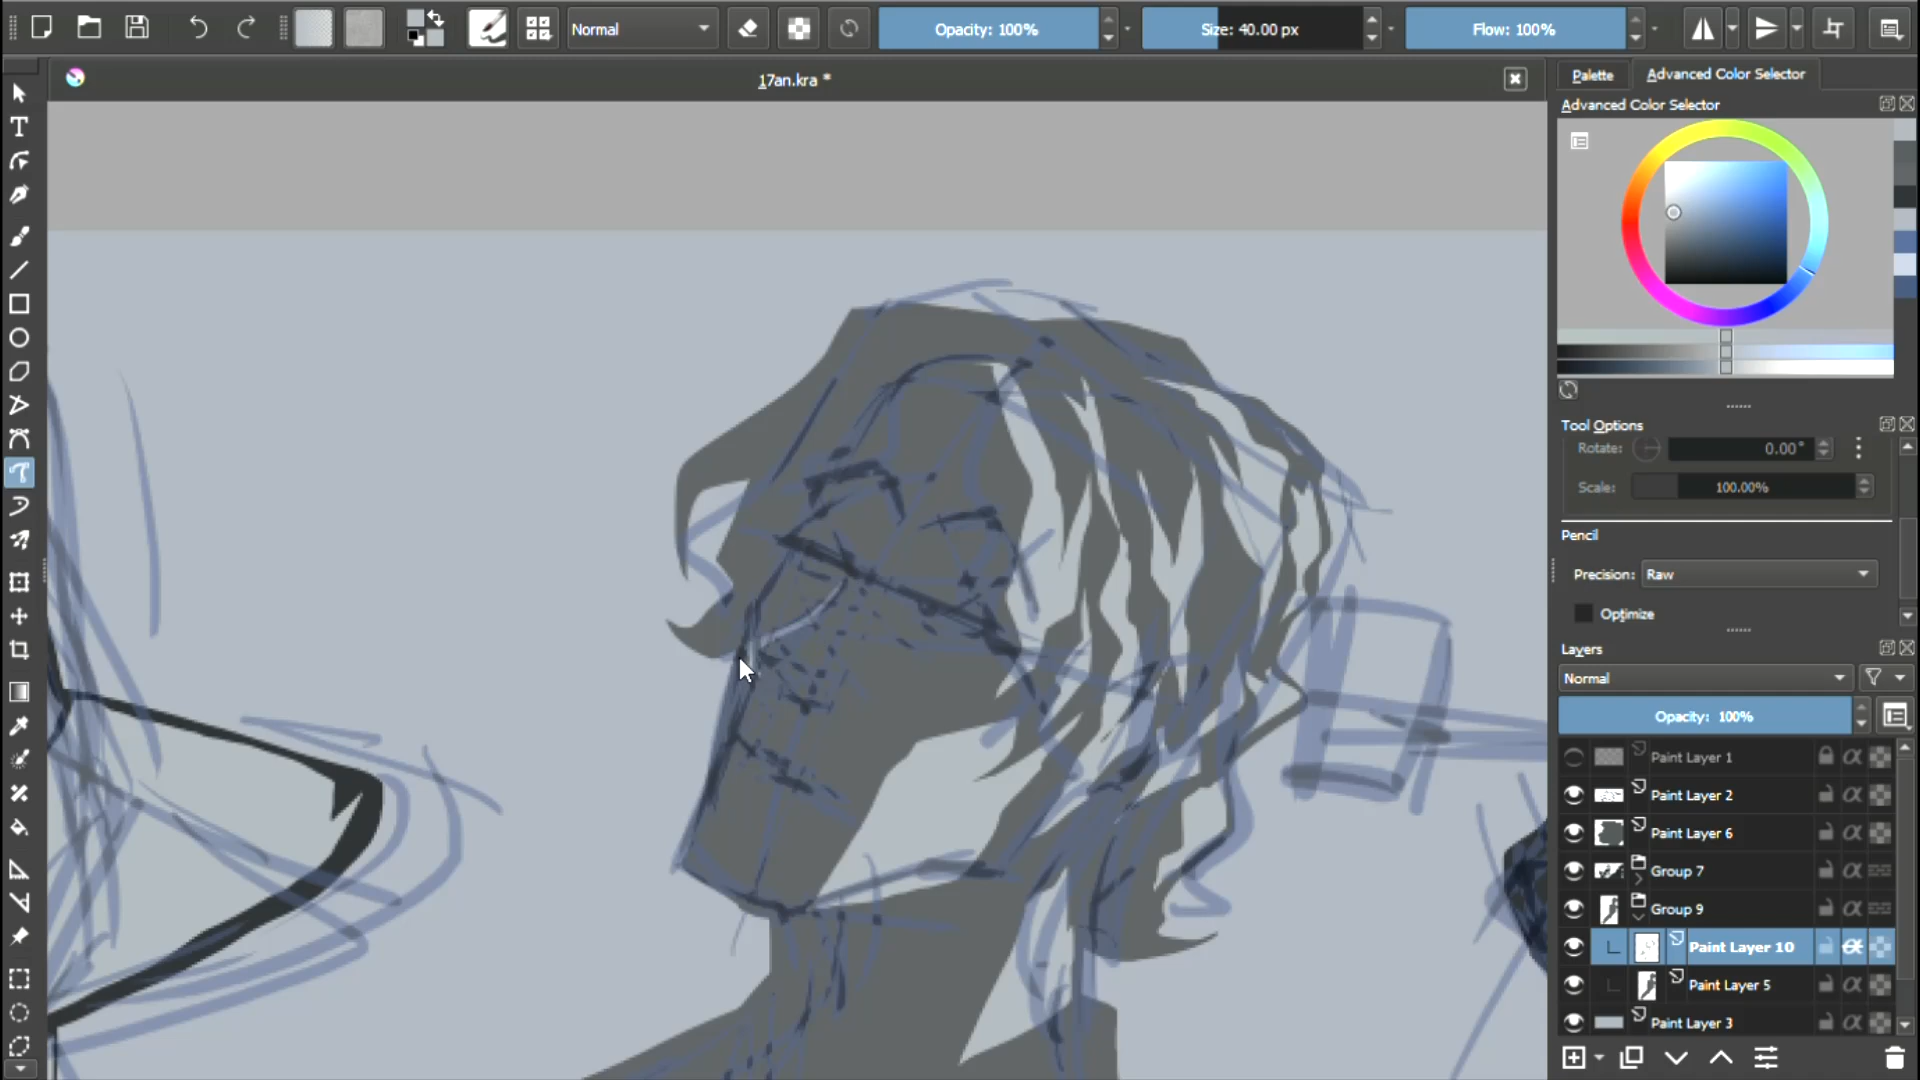 Normal
Opacity: 100%
Size: 40.00 px
Flow: 100%
17an.kra *
Palette
Advanced Color Selector
Advanced Color Selector
Tool Options
Rotate:
0.00°
Scale:
100.00%
Pencil
Precision:
Raw
Optimize
Layers
Normal
Opacity: 100%
Paint Layer 1
Paint Layer 2
Paint Layer 6
Group 7
Group 9
Paint Layer 10
Paint Layer 5
Paint Layer 3